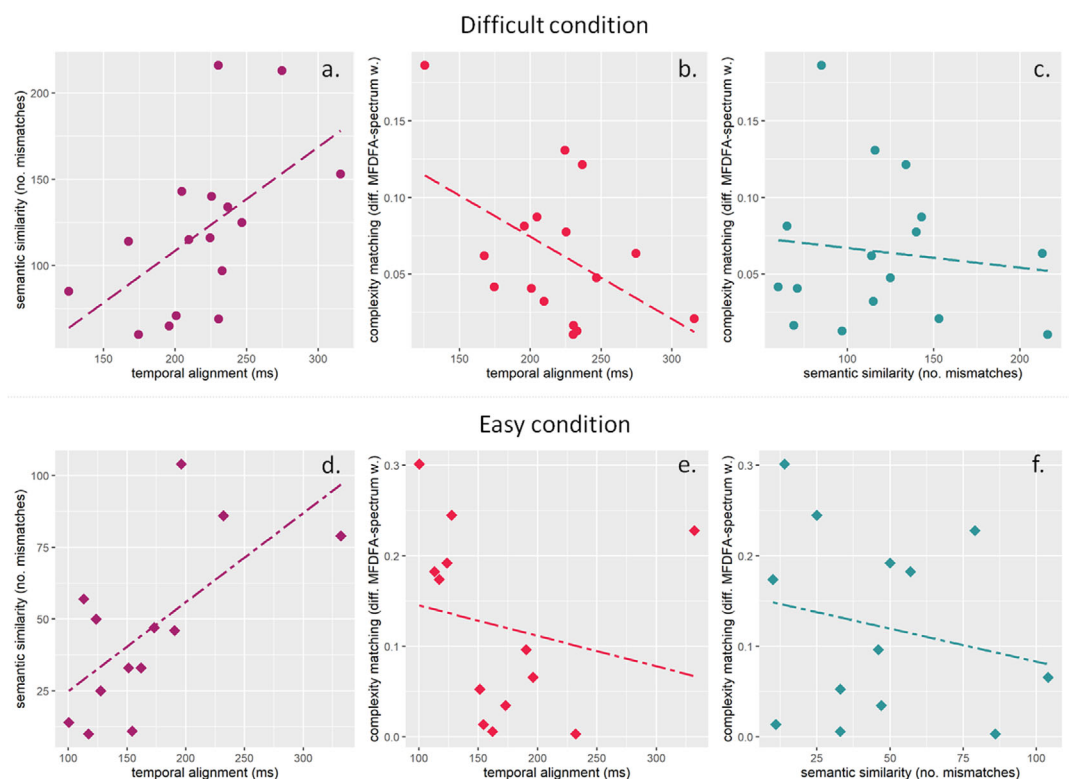 Difficult condition
a.
semantic similarity (no. mismatches)
200
150
100
150
200
250
300
temporal alignment (ms)
b.
complexity matching (diff. MFDFA-spectrum w.)
0.15
0.10
0.05
150
200
250
300
temporal alignment (ms)
c.
complexity matching (diff. MFDFA-spectrum w.)
0.15
0.10
0.05
100
150
200
semantic similarity (no. mismatches)
Easy condition
d.
semantic similarity (no. mismatches)
100
75
50
25
100
150
200
250
300
temporal alignment (ms)
e.
complexity matching (diff. MFDFA-spectrum w.)
0.3
0.2
0.1
0.0
100
150
200
250
300
temporal alignment (ms)
f.
complexity matching (diff. MFDFA-spectrum w.)
0.3
0.2
0.1
0.0
25
50
75
100
semantic similarity (no. mismatches)